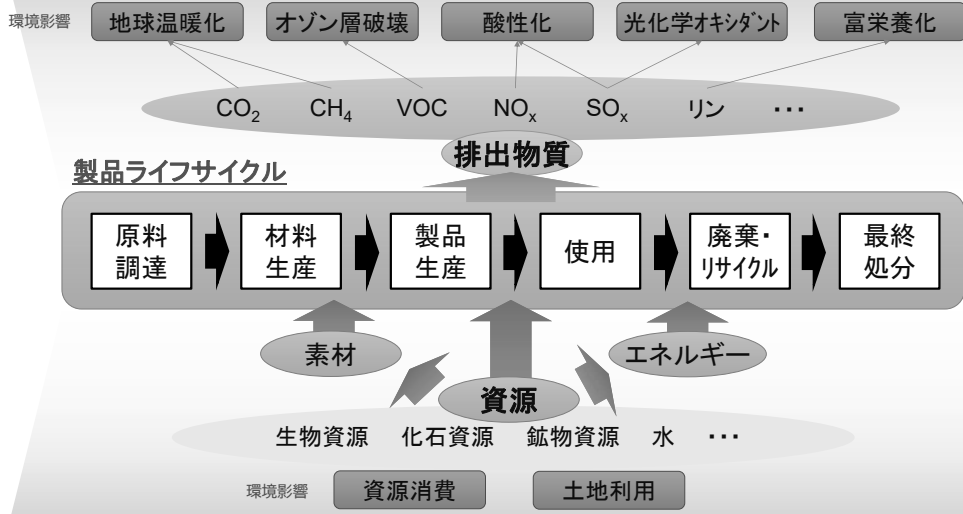 環境影響
地球温暖化
オゾン層破壊
酸性化
光化学オキシダント
富栄養化
CO₂ CH₄ VOC NOₓ SOₓ リン ・・・
排出物質
製品ライフサイクル
原料
調達
材料
生産
製品
生産
使用
廃棄・
リサイクル
最終
処分
素材
エネルギー
資源
生物資源 化石資源 鉱物資源 水 ・・・
環境影響
資源消費
土地利用